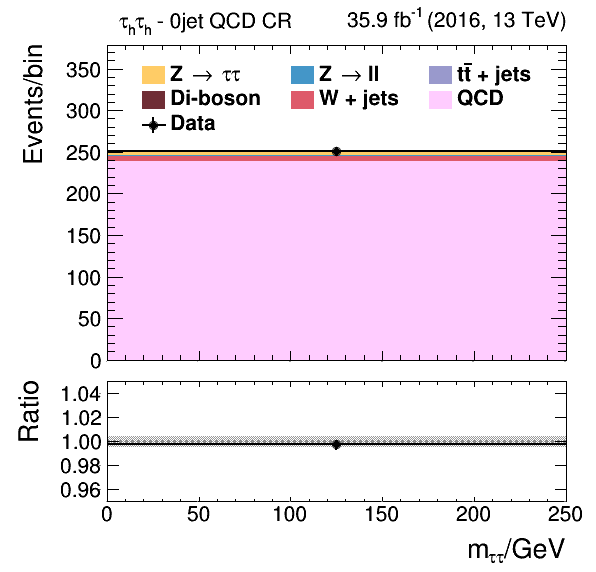 τhτh - 0jet QCD CR 35.9 fb-1 (2016, 13 TeV)
Events/bin
350
300
250
200
150
100
50
0
Z → ττ Z → ll tt̄ + jets
Di-boson W + jets QCD
Data
Ratio
1.04
1.02
1.00
0.98
0.96
0 50 100 150 200 250
mττ/GeV